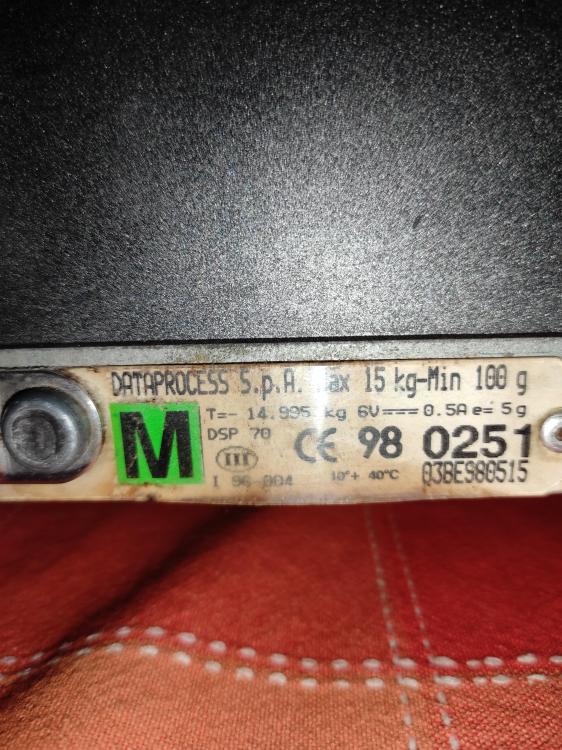 DATAPROCESS S.p.A. Max 15 kg-Min 100 g
T=- 14.995 kg 6V 0.5A e= 5g
M DSP 70 III CE 98 0251
I 96 004 10°+ 40°C 03BE980515